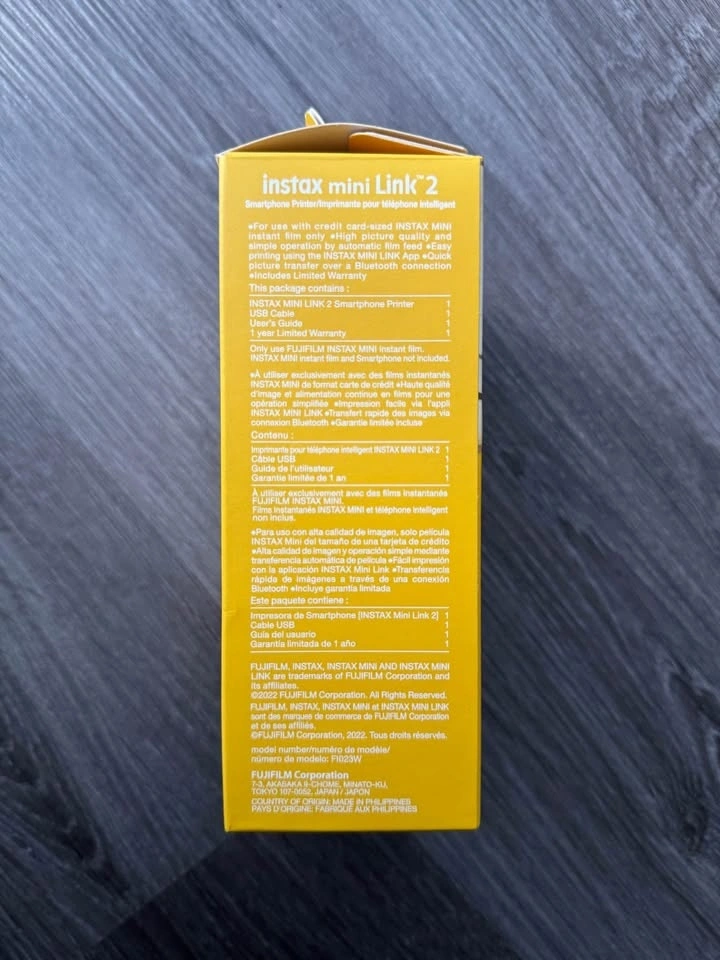 instax mini Link™2
Smartphone Printer/Imprimante pour téléphone intelligent
●For use with credit card-sized INSTAX MINI
instant film only ●High picture quality and
simple operation by automatic film feed ●Easy
printing using the INSTAX MINI LINK App ●Quick
picture transfer over a Bluetooth connection
●Includes Limited Warranty
This package contains :
INSTAX MINI LINK 2 Smartphone Printer 1
USB Cable 1
User's Guide 1
1 year Limited Warranty 1
Only use FUJIFILM INSTAX MINI instant film.
INSTAX MINI instant film and Smartphone not included.
●À utiliser exclusivement avec des films instantanés
INSTAX MINI de format carte de crédit ●Haute qualité
d'image et alimentation continue en films pour une
opération simplifiée ●Impression facile via l'appli
INSTAX MINI LINK ●Transfert rapide des images via
connexion Bluetooth ●Garantie limitée incluse
Contenu :
Imprimante pour téléphone intelligent INSTAX MINI LINK 2 1
Câble USB 1
Guide de l'utilisateur 1
Garantie limitée de 1 an 1
À utiliser exclusivement avec des films instantanés
FUJIFILM INSTAX MINI.
Films instantanés INSTAX MINI et téléphone intelligent
non inclus.
●Para uso con alta calidad de imagen, solo película
INSTAX Mini del tamaño de una tarjeta de crédito
●Alta calidad de imagen y operación simple mediante
transferencia automática de película ●Fácil impresión
con la aplicación INSTAX Mini Link ●Transferencia
rápida de imágenes a través de una conexión
Bluetooth ●Incluye garantía limitada
Este paquete contiene :
Impresora de Smartphone [INSTAX Mini Link 2] 1
Cable USB 1
Guía del usuario 1
Garantía limitada de 1 año 1
FUJIFILM, INSTAX, INSTAX MINI AND INSTAX MINI
LINK are trademarks of FUJIFILM Corporation and
its affiliates.
©2022 FUJIFILM Corporation. All Rights Reserved.
FUJIFILM, INSTAX, INSTAX MINI et INSTAX MINI LINK
sont des marques de commerce de FUJIFILM Corporation
et de ses affiliés.
©FUJIFILM Corporation, 2022. Tous droits réservés.
model number/numéro de modèle/
número de modelo: FI023W
FUJIFILM Corporation
7-3, AKASAKA 9-CHOME, MINATO-KU,
TOKYO 107-0052, JAPAN / JAPON
COUNTRY OF ORIGIN: MADE IN PHILIPPINES
PAYS D'ORIGINE: FABRIQUÉ AUX PHILIPPINES